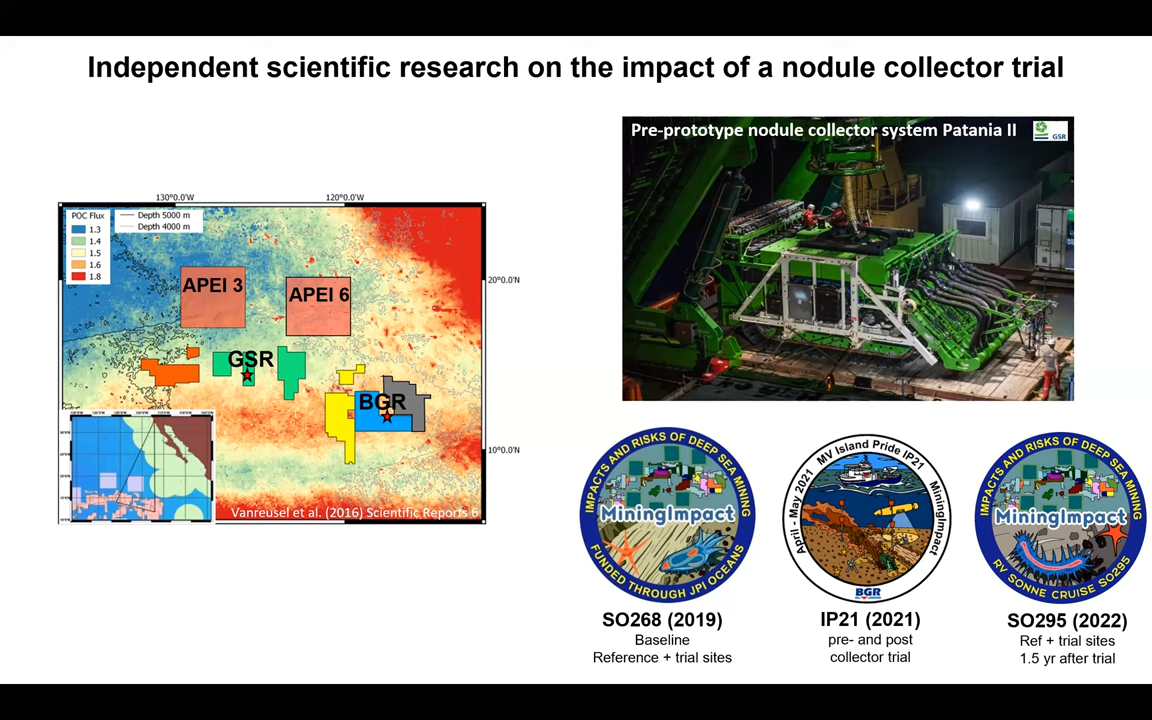 Independent scientific research on the impact of a nodule collector trial
Pre-prototype nodule collector system Patania II
GSR
130°0.0'W
120°0.0'W
POC Flux
1.3
1.4
1.5
1.6
1.8
Depth 5000 m
Depth 4000 m
APEI 3
APEI 6
20°0.0'N
GSR
BGR
10°0.0'N
Vanreusel et al. (2016) Scientific Reports 6
IMPACTS AND RISKS OF DEEP SEA MINING
MiningImpact
FUNDED THROUGH JPI OCEANS
April - May 2021
MV Island Pride IP21
MiningImpact
BGR
IMPACTS AND RISKS OF DEEP SEA MINING
MiningImpact
RV SONNE CRUISE SO295
SO268 (2019)
Baseline
Reference + trial sites
IP21 (2021)
pre- and post
collector trial
SO295 (2022)
Ref + trial sites
1.5 yr after trial